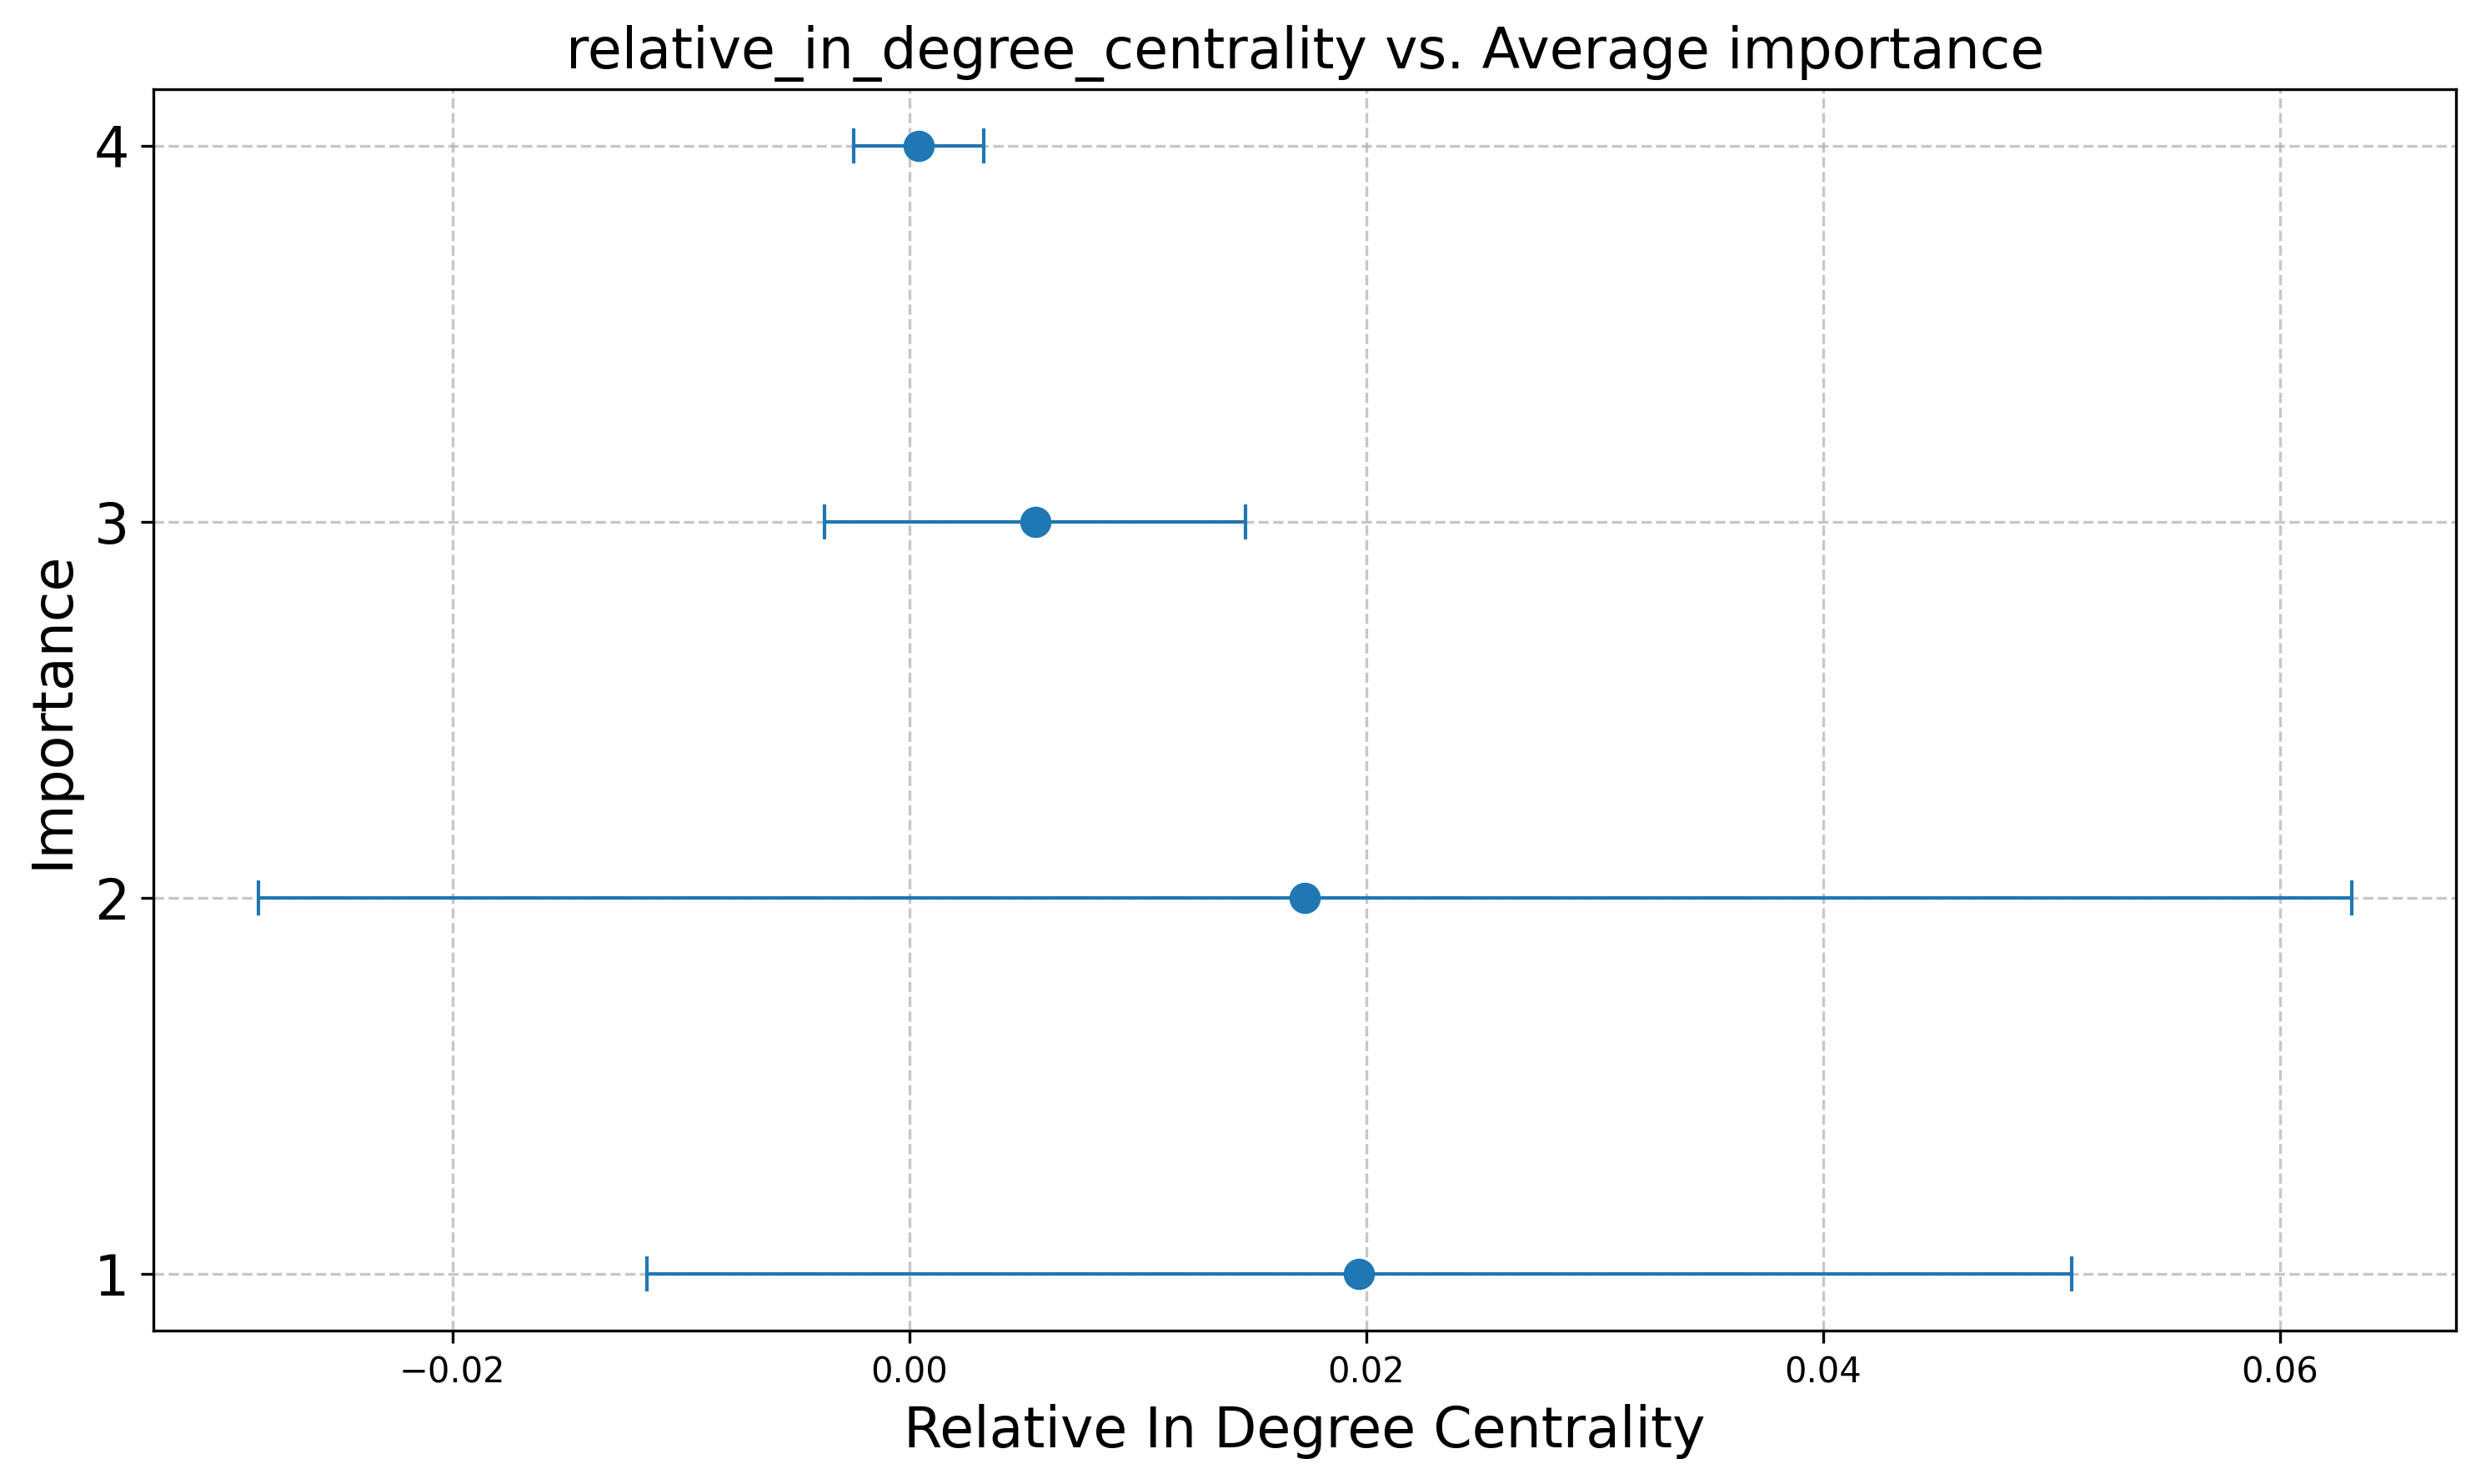 relative_in_degree_centrality vs. Average importance
Importance
4
3
2
1
−0.02 0.00 0.02 0.04 0.06
Relative In Degree Centrality